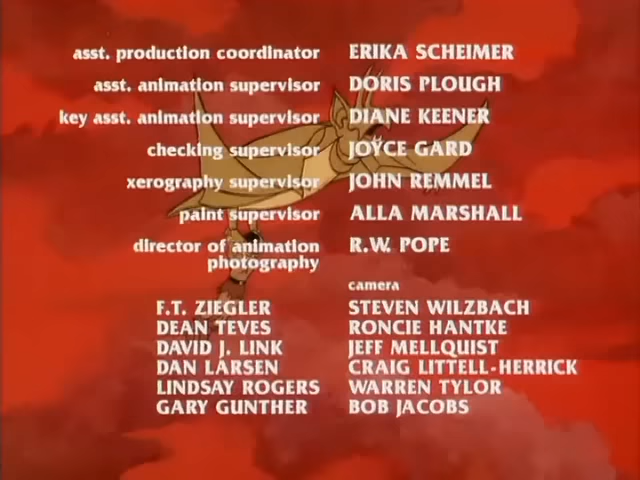 asst. production coordinator ERIKA SCHEIMER
asst. animation supervisor DORIS PLOUGH
key asst. animation supervisor DIANE KEENER
checking supervisor JOYCE GARD
xerography supervisor JOHN REMMEL
paint supervisor ALLA MARSHALL
director of animation R.W. POPE
photography
camera
F.T. ZIEGLER STEVEN WILZBACH
DEAN TEVES RONCIE HANTKE
DAVID J. LINK JEFF MELLQUIST
DAN LARSEN CRAIG LITTELL-HERRICK
LINDSAY ROGERS WARREN TYLOR
GARY GUNTHER BOB JACOBS